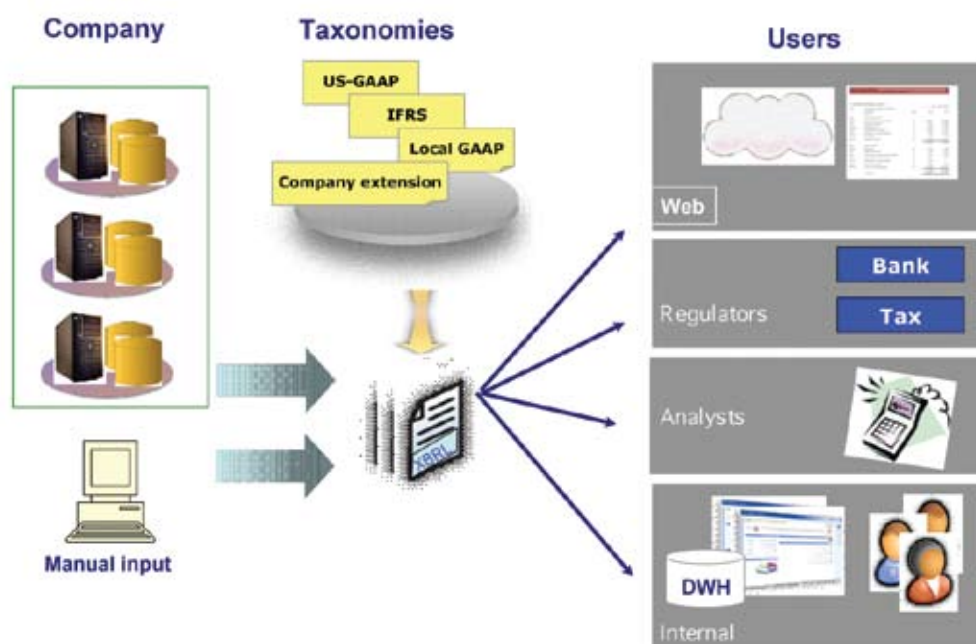 Company
Taxonomies
Users
US-GAAP
IFRS
Local GAAP
Company extension
XBRL
Manual input
Web
Bank
Regulators
Tax
Analysts
DWH
Internal